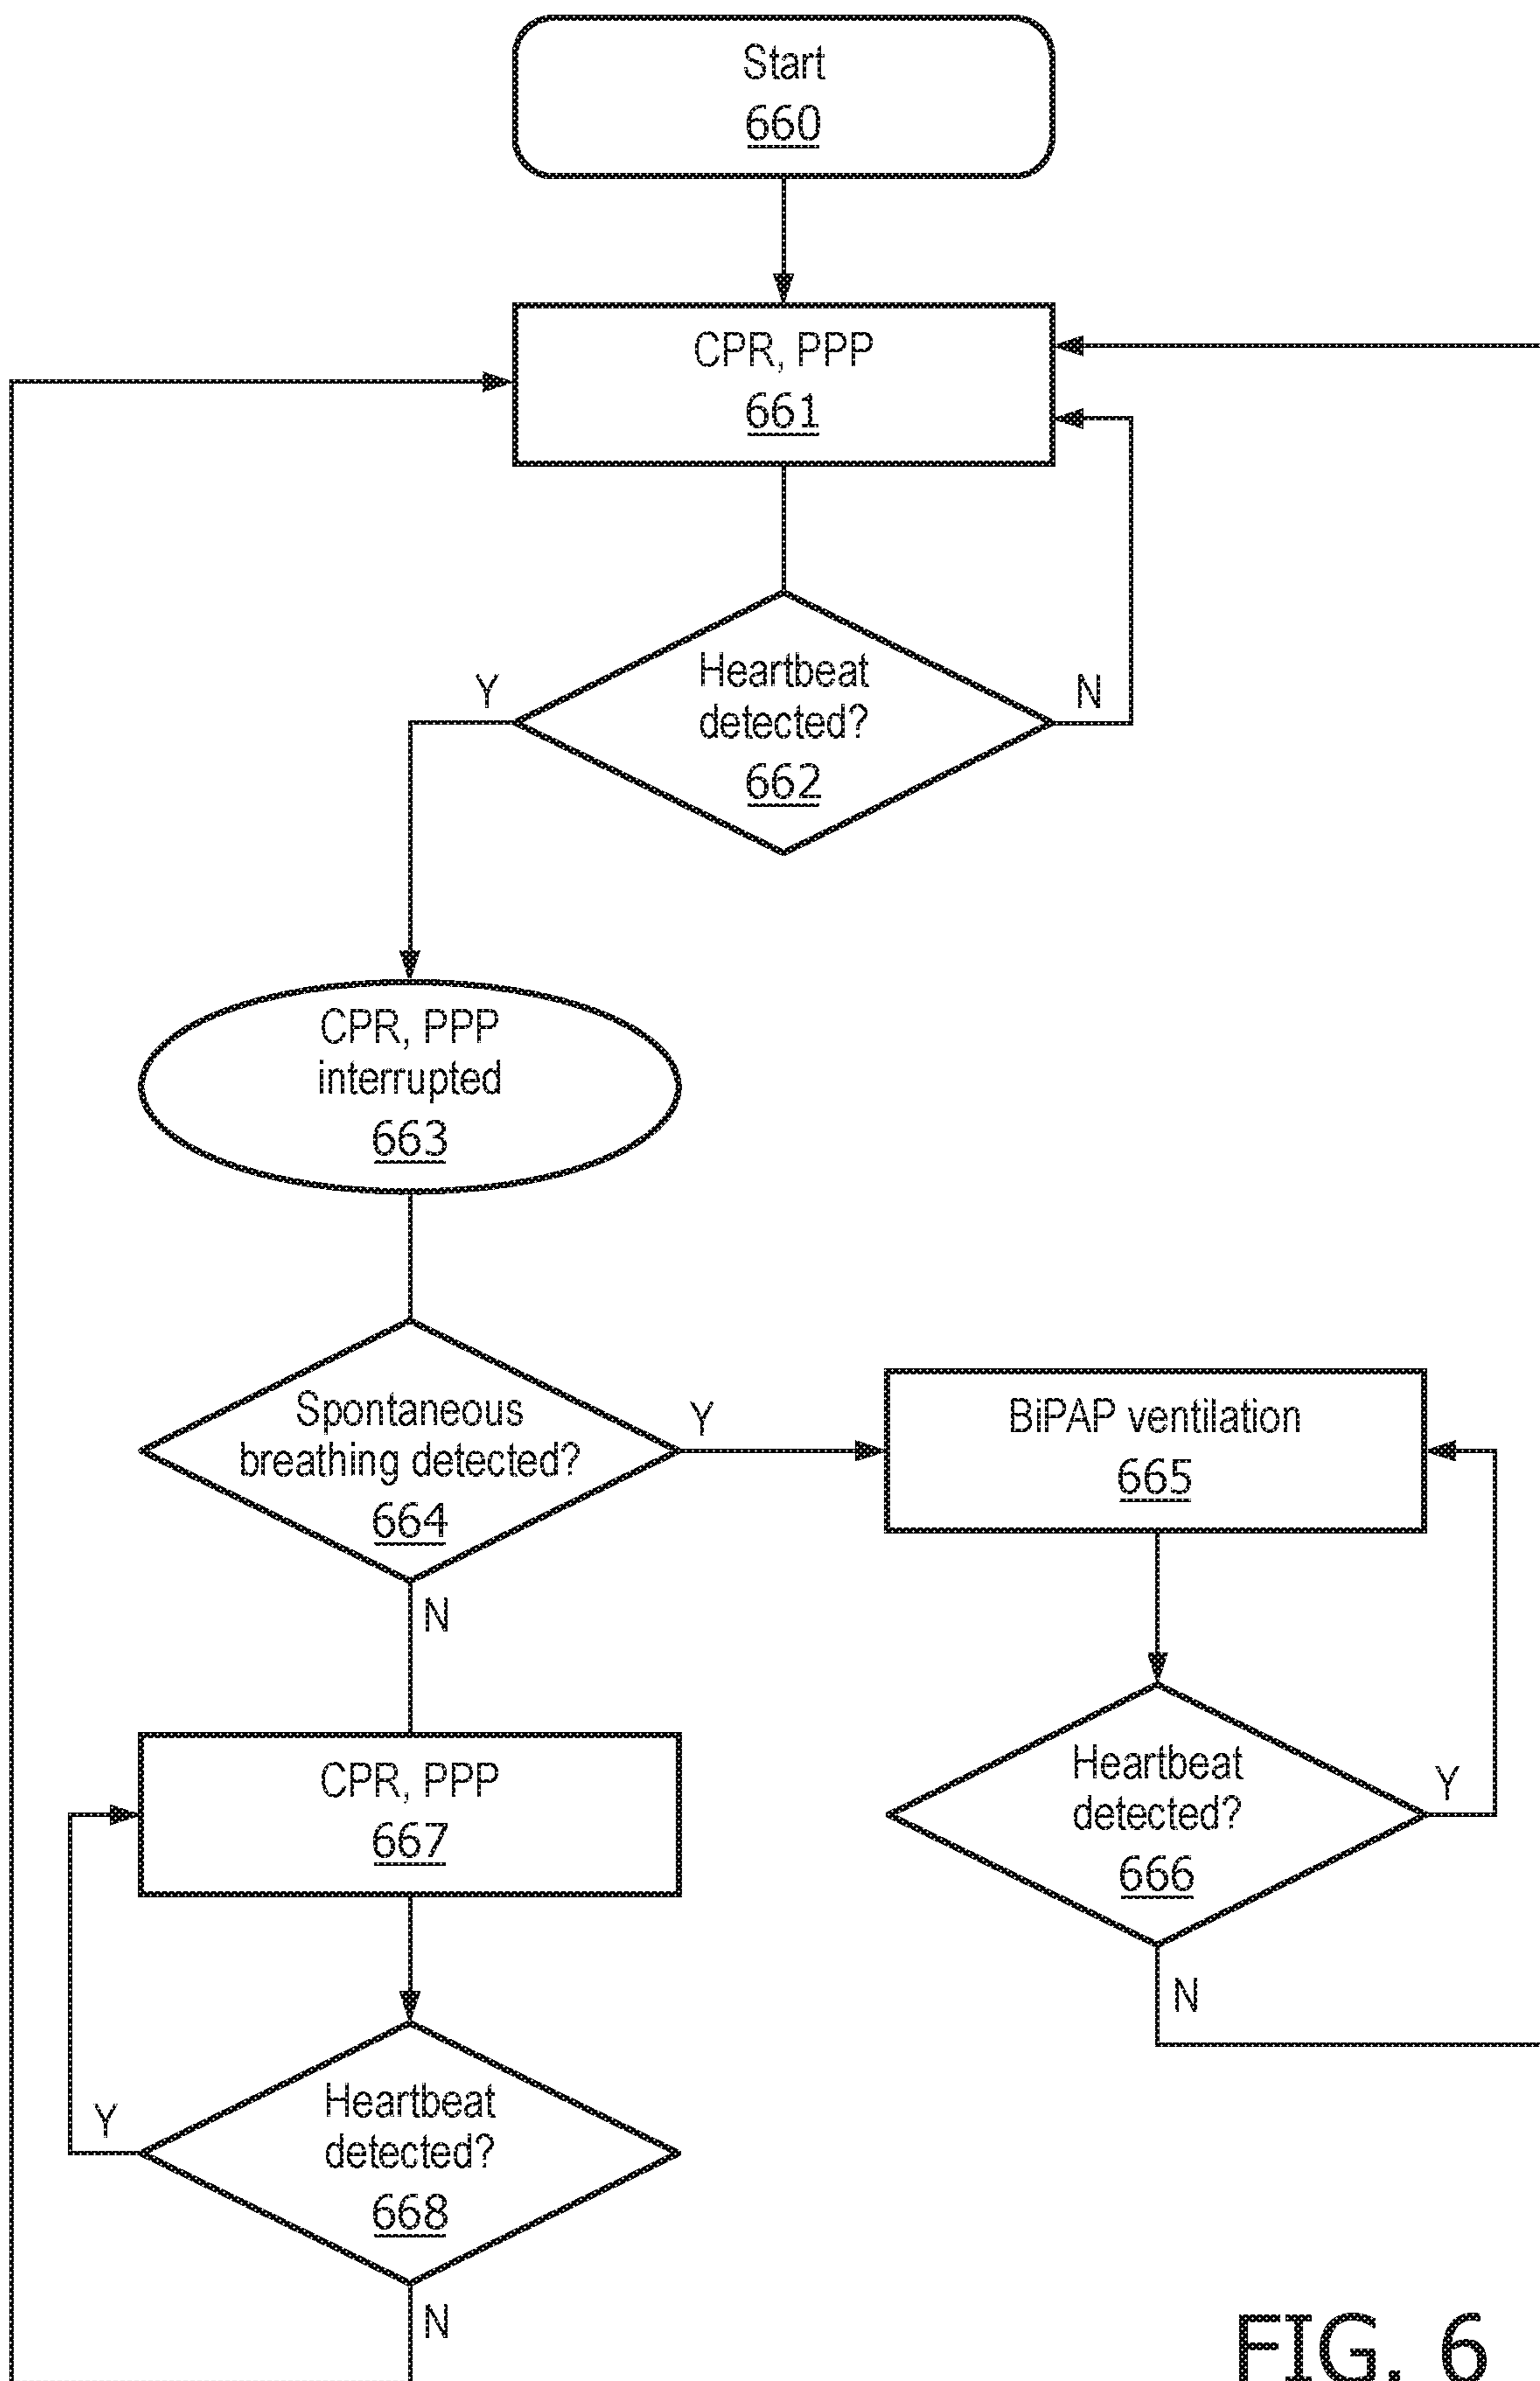 Start
660
CPR, PPP
661
Y
Heartbeat
detected?
662
N
CPR, PPP
interrupted
663
Spontaneous
breathing detected?
664
Y
N
BiPAP ventilation
665
CPR, PPP
667
Heartbeat
detected?
666
Y
N
Y
Heartbeat
detected?
668
N
FIG. 6